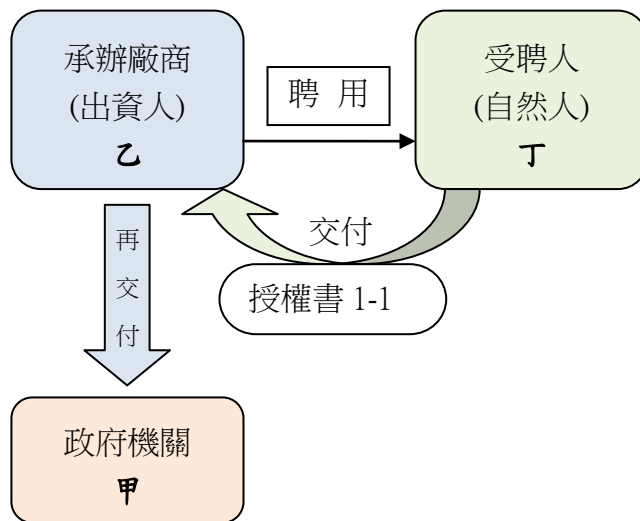 承辦廠商
(出資人)
乙
聘 用
受聘人
(自然人)
丁
交付
授權書 1-1
再
交
付
政府機關
甲